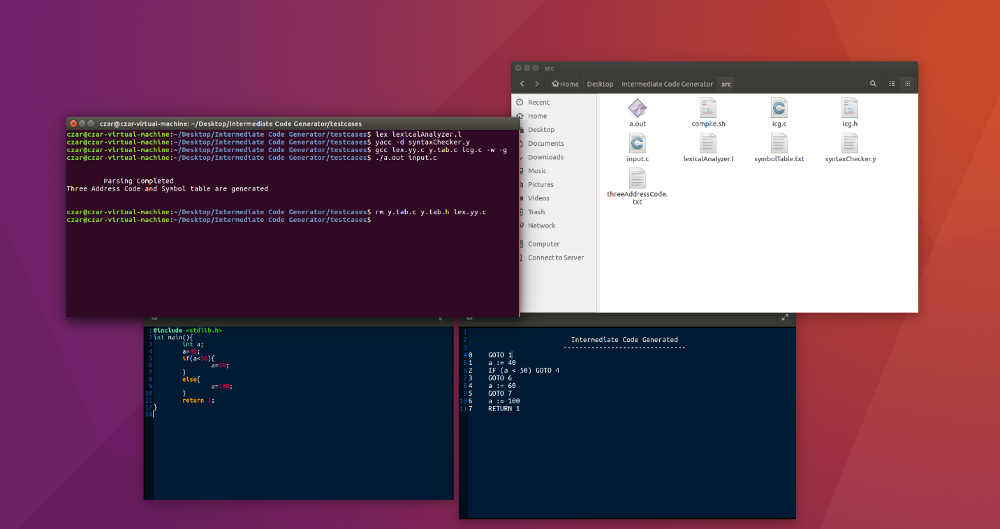 czar@czar-virtual-machine: ~/Desktop/Intermediate Code Generator/testcases
czar@czar-virtual-machine:~/Desktop/Intermediate Code Generator/testcases$ lex lexicalAnalyzer.l
czar@czar-virtual-machine:~/Desktop/Intermediate Code Generator/testcases$ yacc -d syntaxChecker.y
czar@czar-virtual-machine:~/Desktop/Intermediate Code Generator/testcases$ gcc lex.yy.c y.tab.c icg.c -w -g
czar@czar-virtual-machine:~/Desktop/Intermediate Code Generator/testcases$ ./a.out input.c
Parsing Completed
Three Address Code and Symbol table are generated
czar@czar-virtual-machine:~/Desktop/Intermediate Code Generator/testcases$ rm y.tab.c y.tab.h lex.yy.c
czar@czar-virtual-machine:~/Desktop/Intermediate Code Generator/testcases$
src
Home Desktop Intermediate Code Generator src
Recent
Home
Desktop
Documents
Downloads
Music
Pictures
Videos
Trash
Network
Computer
Connect to Server
a.out compile.sh icg.c icg.h
input.c lexicalAnalyzer.l symbolTable.txt syntaxChecker.y
threeAddressCode.
txt
1 #include <stdlib.h>
2 int main(){
3 int a;
4 a=40;
5 if(a<50){
6 a=60;
7 }
8 else{
9 a=100;
10 }
11 return 1;
12 }
13
1
2 Intermediate Code Generated
3 -------------------------------
4 0 GOTO 1
5 1 a := 40
6 2 IF (a < 50) GOTO 4
7 3 GOTO 6
8 4 a := 60
9 5 GOTO 7
10 6 a := 100
11 7 RETURN 1